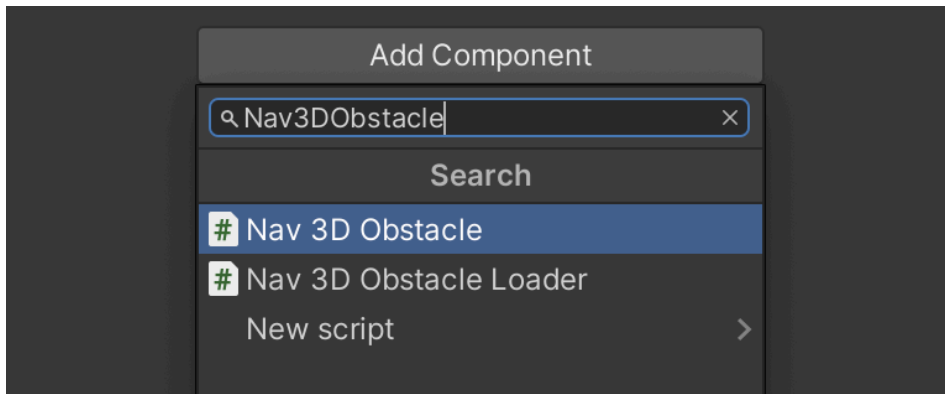 Add Component
Nav3DObstacle
Search
# Nav 3D Obstacle
# Nav 3D Obstacle Loader
New script